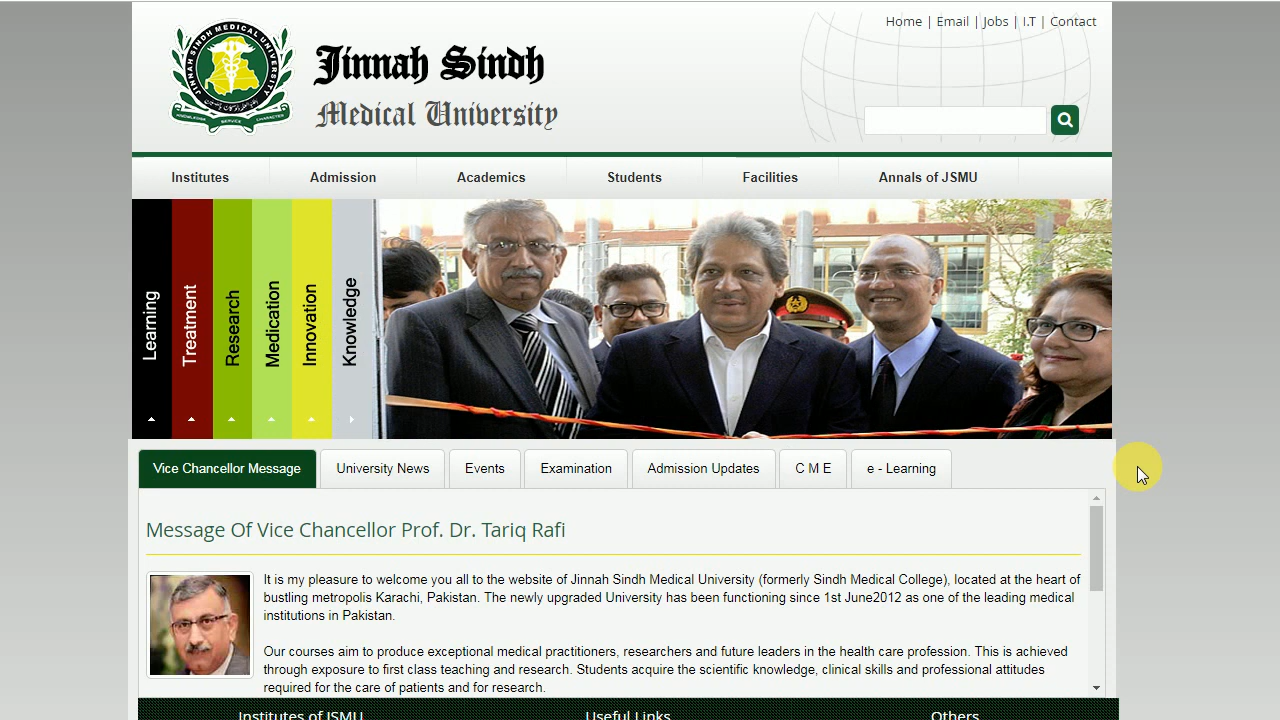 Home | Email | Jobs | I.T | Contact
JINNAH SINDH MEDICAL UNIVERSITY
KNOWLEDGE SERVICE CHARACTER
Jinnah Sindh
Medical University
Institutes
Admission
Academics
Students
Facilities
Annals of JSMU
Learning
Treatment
Research
Medication
Innovation
Knowledge
Vice Chancellor Message
University News
Events
Examination
Admission Updates
C M E
e - Learning
Message Of Vice Chancellor Prof. Dr. Tariq Rafi
It is my pleasure to welcome you all to the website of Jinnah Sindh Medical University (formerly Sindh Medical College), located at the heart of
bustling metropolis Karachi, Pakistan. The newly upgraded University has been functioning since 1st June2012 as one of the leading medical
institutions in Pakistan.
Our courses aim to produce exceptional medical practitioners, researchers and future leaders in the health care profession. This is achieved
through exposure to first class teaching and research. Students acquire the scientific knowledge, clinical skills and professional attitudes
required for the care of patients and for research.
Institutes of JSMU
Useful Links
Others